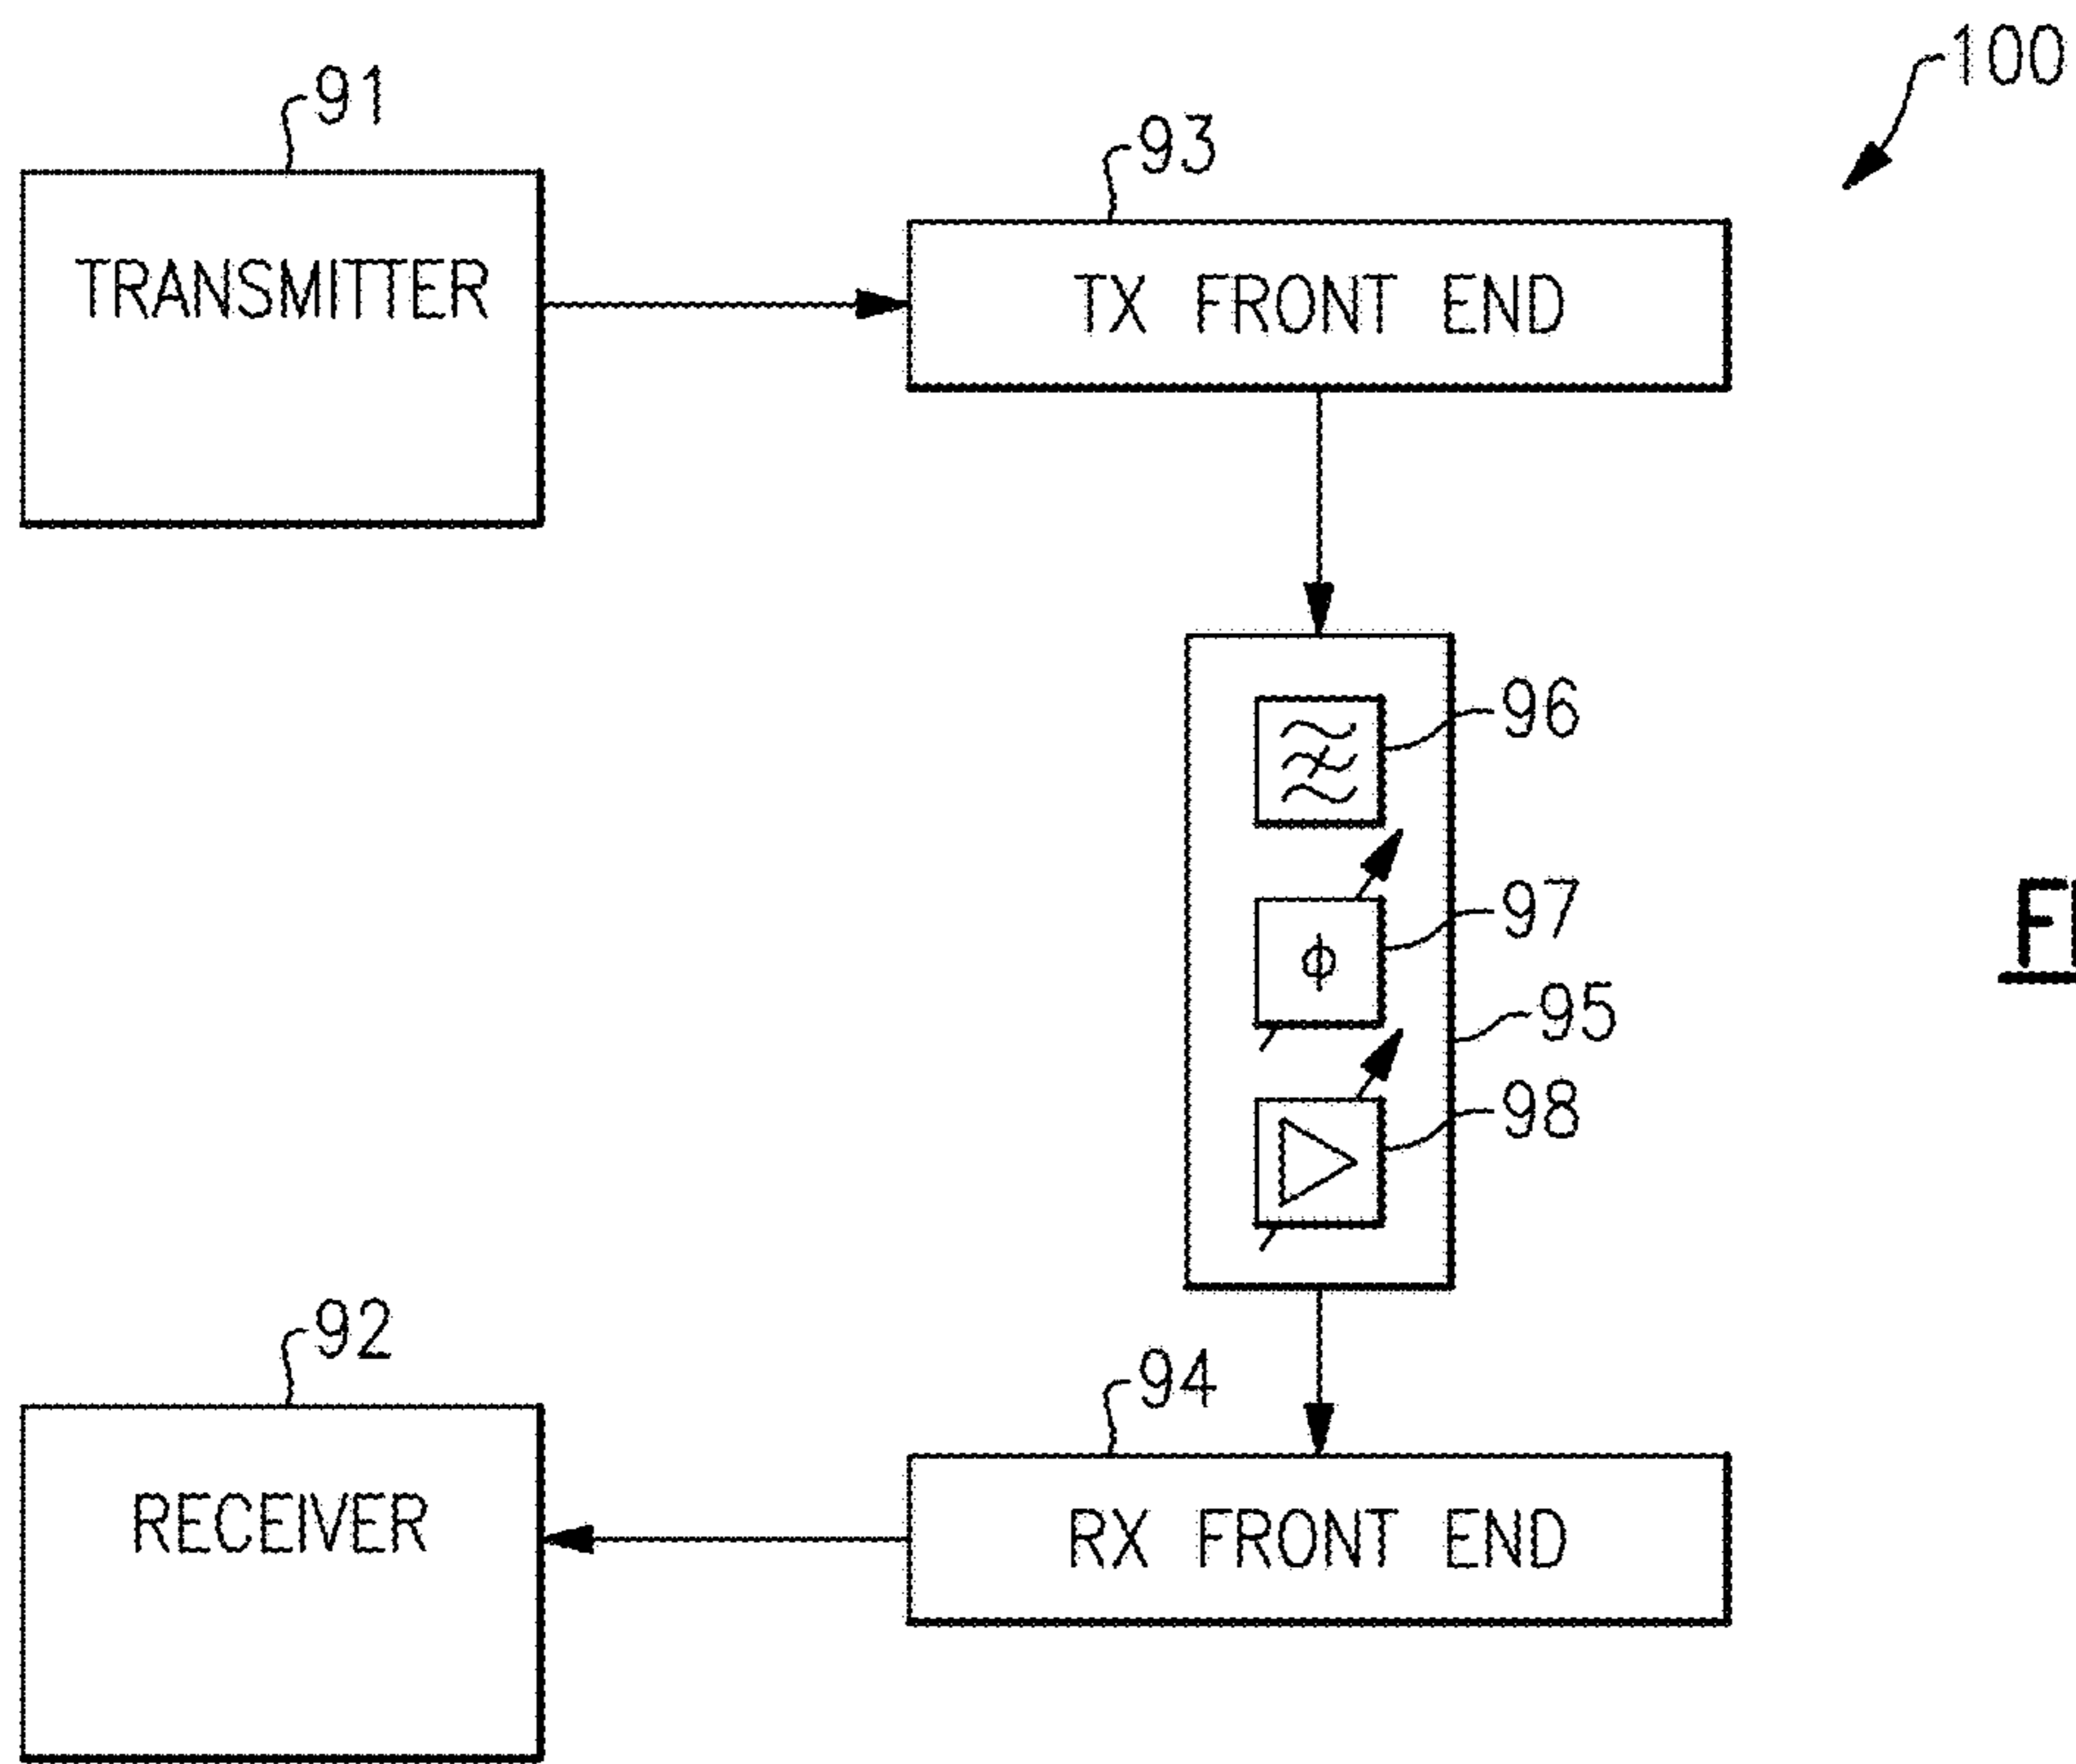 100
91
93
TRANSMITTER
TX FRONT END
96
97
ϕ
95
98
92
94
RECEIVER
RX FRONT END